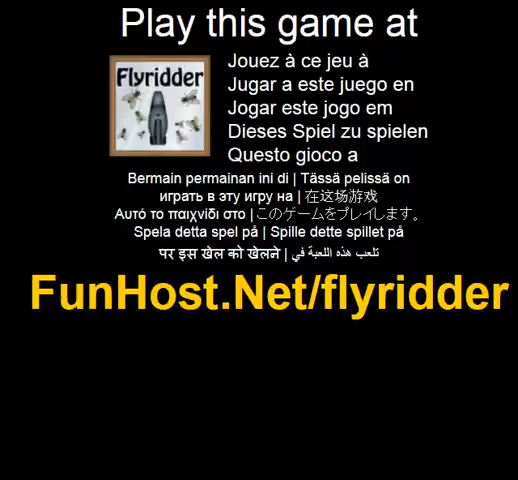 Play this game at
Flyridder
Jouez à ce jeu à
Jugar a este juego en
Jogar este jogo em
Dieses Spiel zu spielen
Questo gioco a
Bermain permainan ini di | Tässä pelissä on
играть в эту игру на | 在这场游戏
Αυτό το παιχνίδι στο | このゲームをプレイします。
Spela detta spel på | Spille dette spillet på
पर इस खेल को खेलने | تلعب هذه اللعبة في
FunHost.Net/flyridder